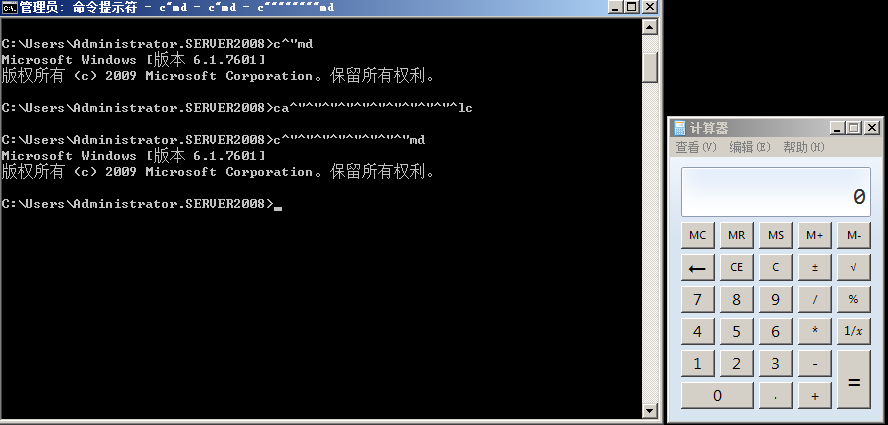 管理员: 命令提示符 - c"md - c"md - c""""""""md
C:\Users\Administrator.SERVER2008>c^"md
Microsoft Windows [版本 6.1.7601]
版权所有 (c) 2009 Microsoft Corporation。保留所有权利。
C:\Users\Administrator.SERVER2008>ca^"^"^"^"^"^"^"^"^"^"^"^lc
C:\Users\Administrator.SERVER2008>c^"^"^"^"^"^"^"^"md
Microsoft Windows [版本 6.1.7601]
版权所有 (c) 2009 Microsoft Corporation。保留所有权利。
C:\Users\Administrator.SERVER2008>
计算器
查看(V) 编辑(E) 帮助(H)
0
MC MR MS M+ M-
← CE C ± √
7 8 9 / %
4 5 6 * 1/x
1 2 3 - =
0 . +